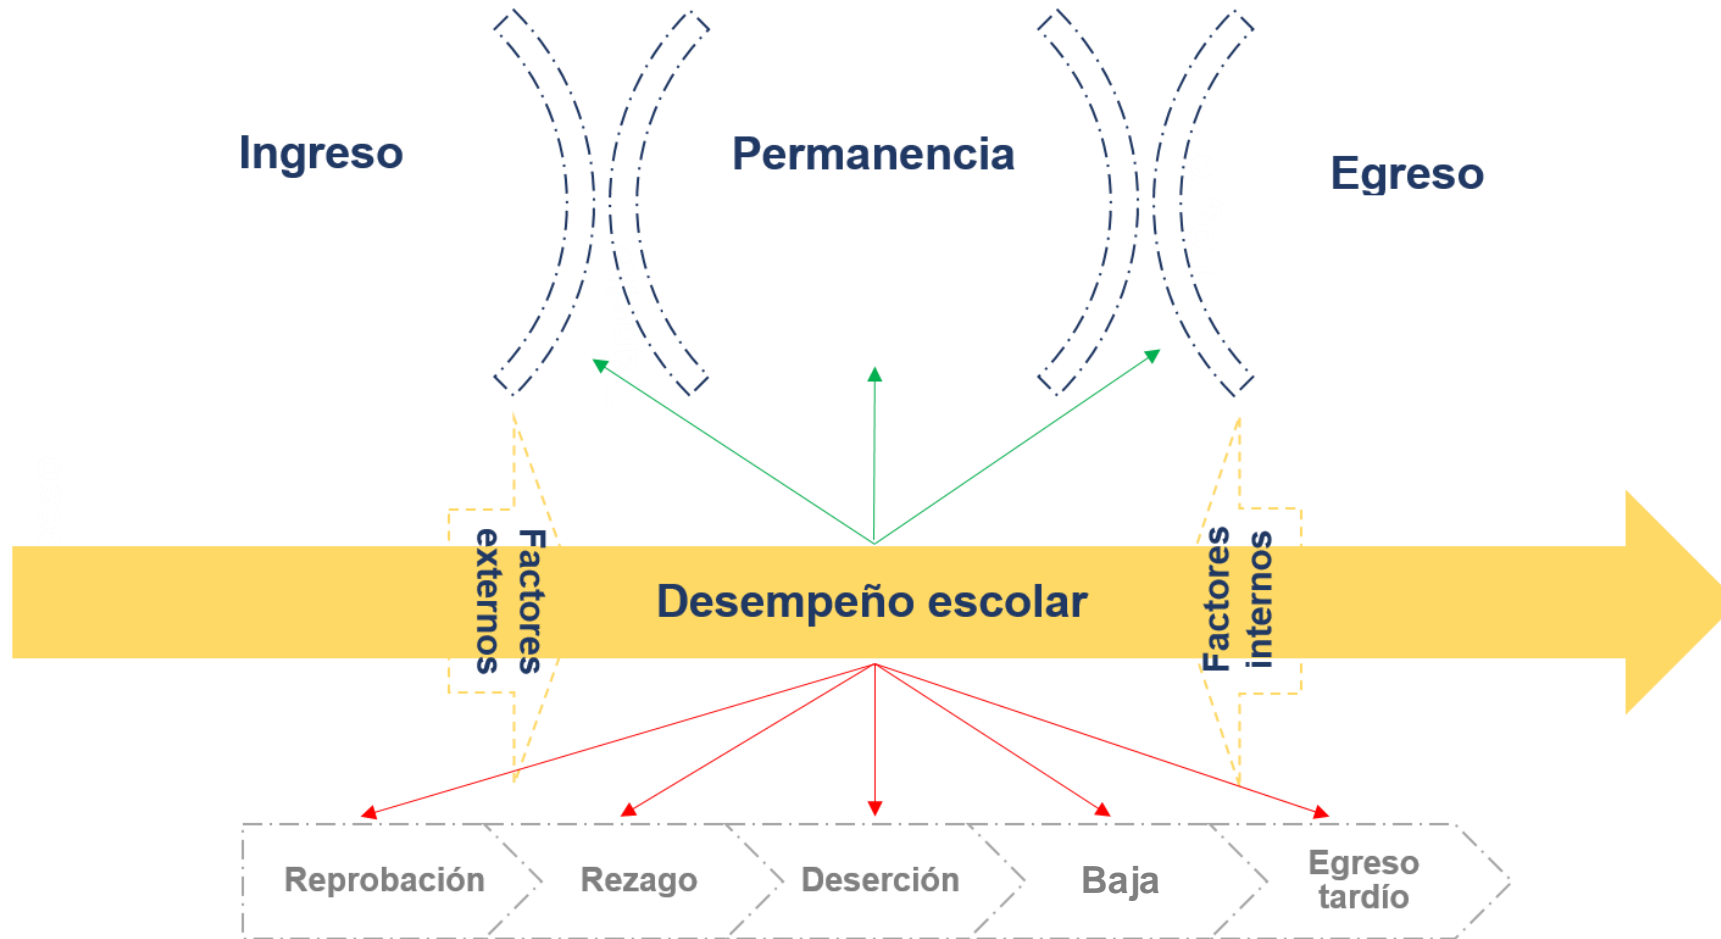 Ingreso
Permanencia
Egreso
Factores
externos
Desempeño escolar
Factores
internos
Reprobación
Rezago
Deserción
Baja
Egreso
tardío